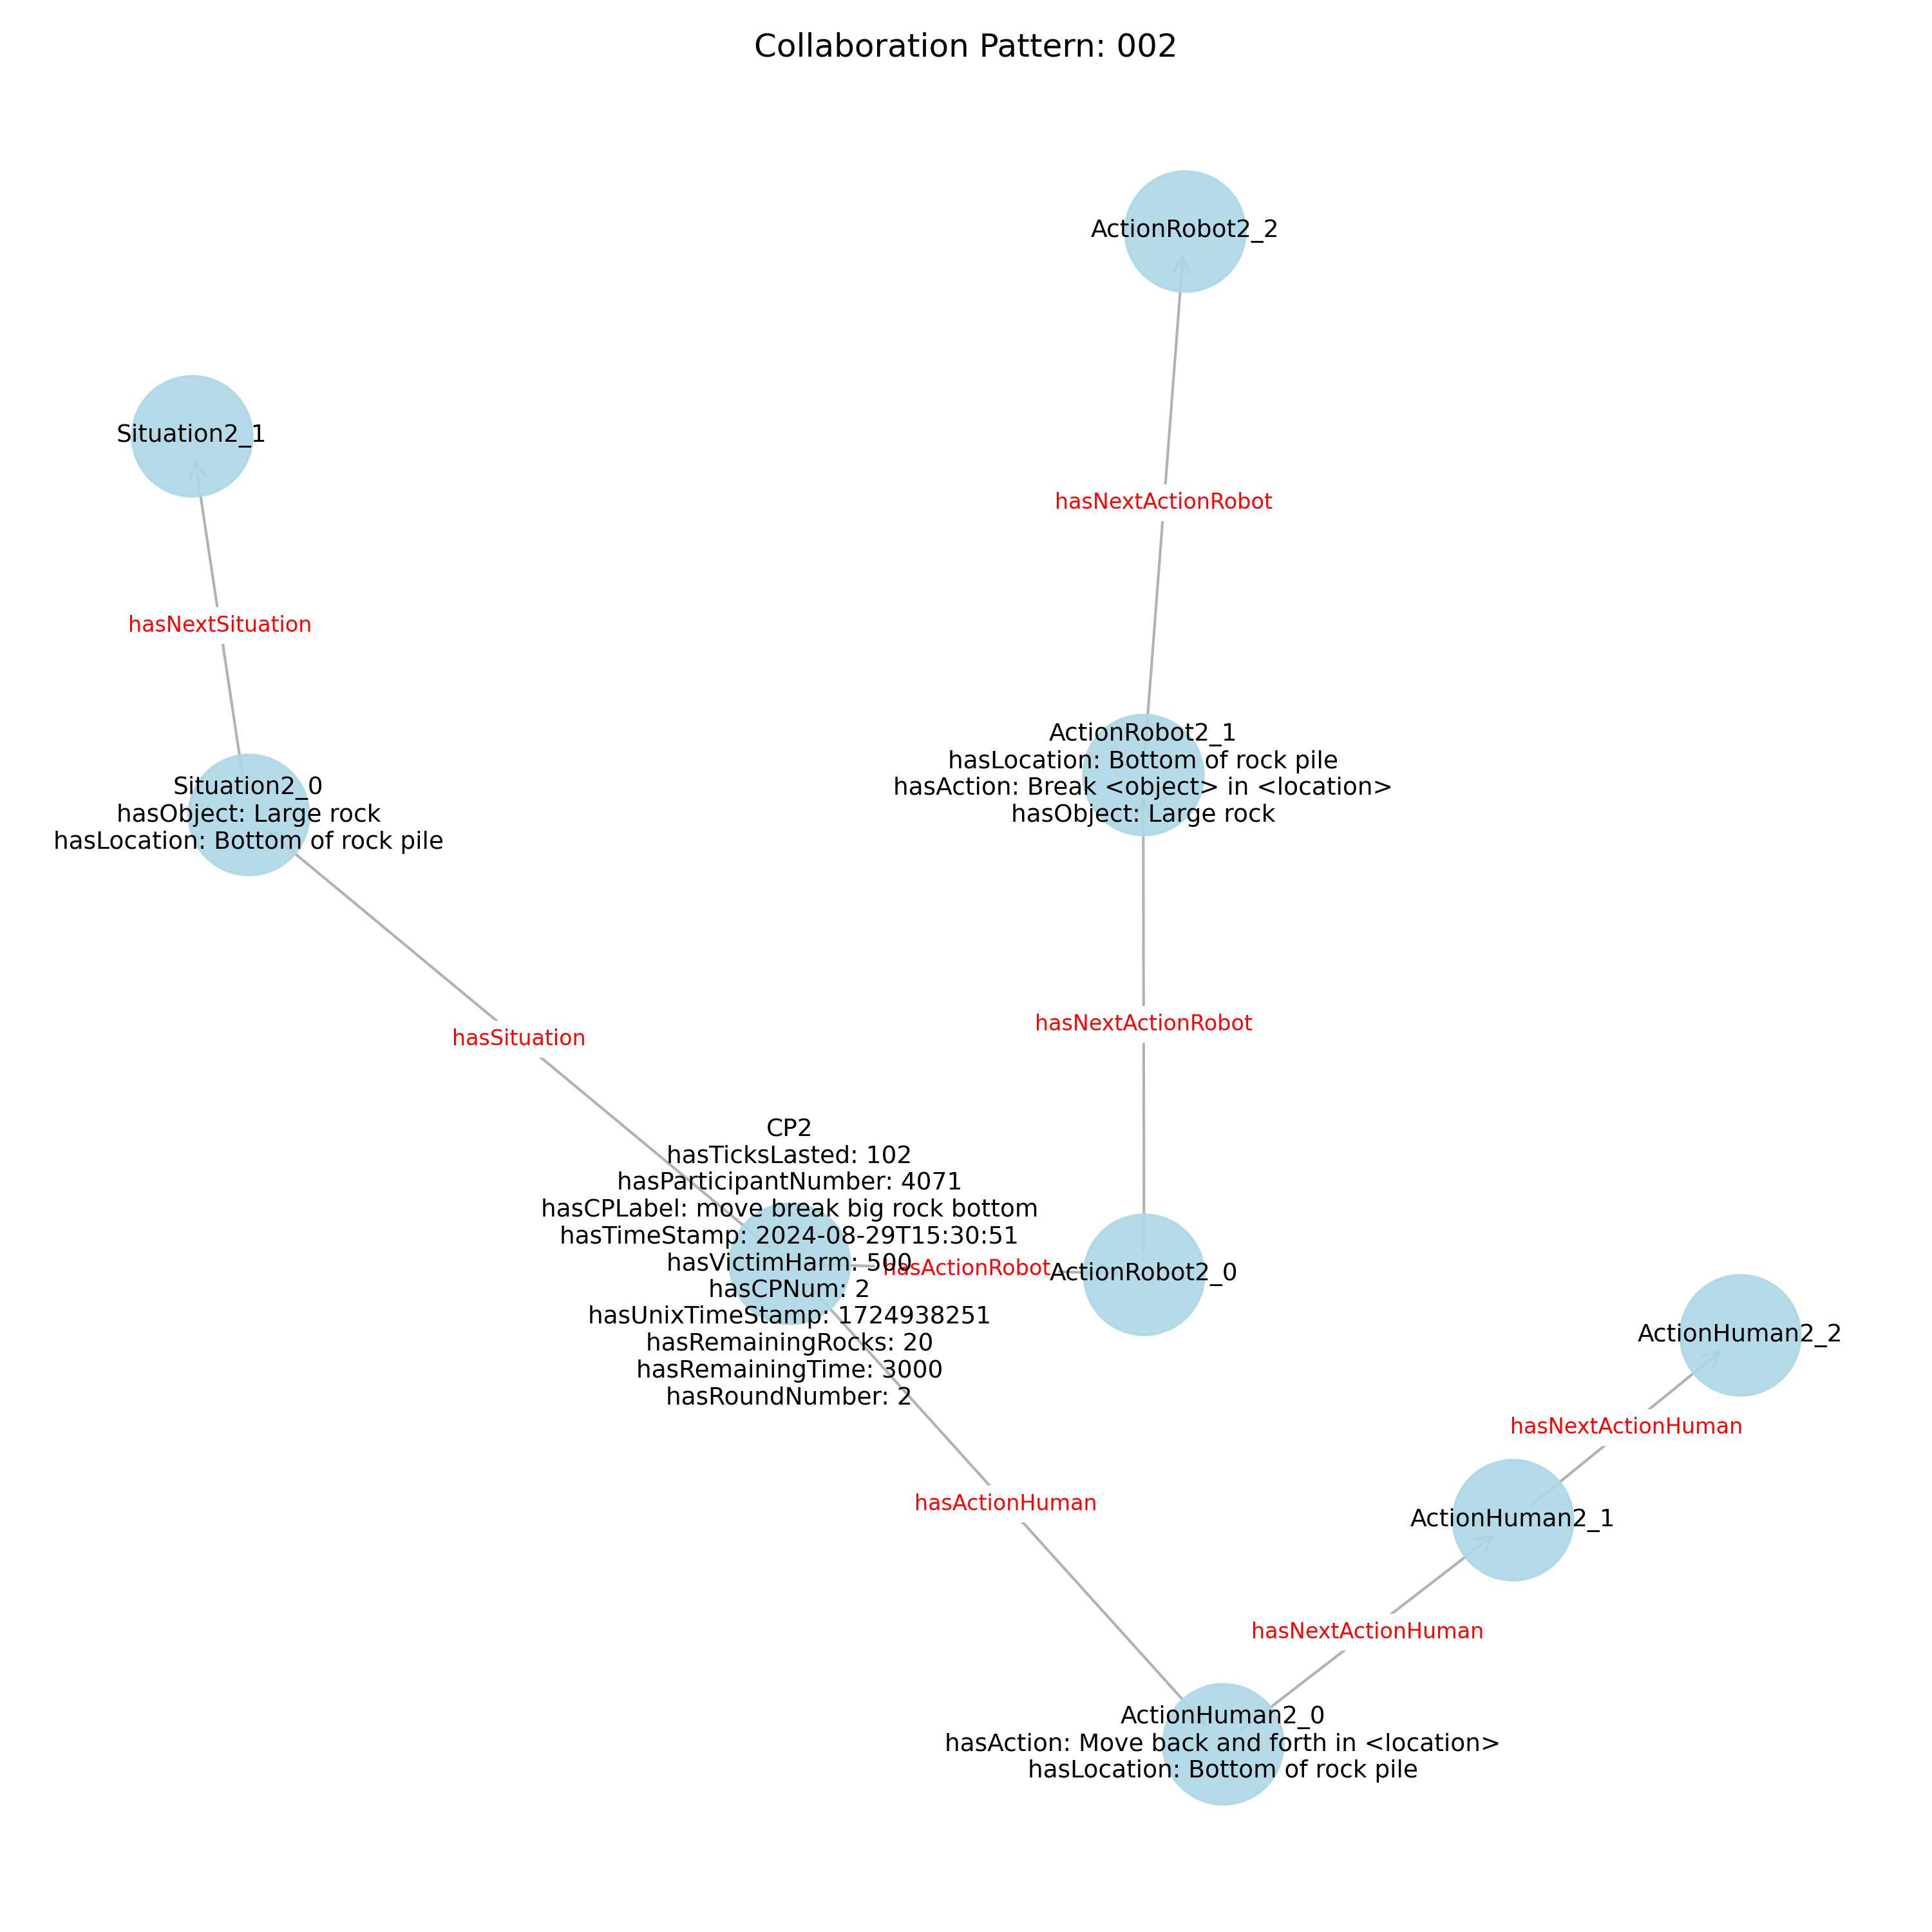 Collaboration Pattern: 002
ActionRobot2_2
Situation2_1
hasNextActionRobot
hasNextSituation
ActionRobot2_1
hasLocation: Bottom of rock pile
hasAction: Break <object> in <location>
hasObject: Large rock
Situation2_0
hasObject: Large rock
hasLocation: Bottom of rock pile
hasNextActionRobot
hasSituation
CP2
hasTicksLasted: 102
hasParticipantNumber: 4071
hasCPLabel: move break big rock bottom
hasTimeStamp: 2024-08-29T15:30:51
hasVictimHarm: 500
hasCPNum: 2
hasUnixTimeStamp: 1724938251
hasRemainingRocks: 20
hasRemainingTime: 3000
hasRoundNumber: 2
hasActionRobot
ActionRobot2_0
ActionHuman2_2
hasNextActionHuman
hasActionHuman
ActionHuman2_1
hasNextActionHuman
ActionHuman2_0
hasAction: Move back and forth in <location>
hasLocation: Bottom of rock pile